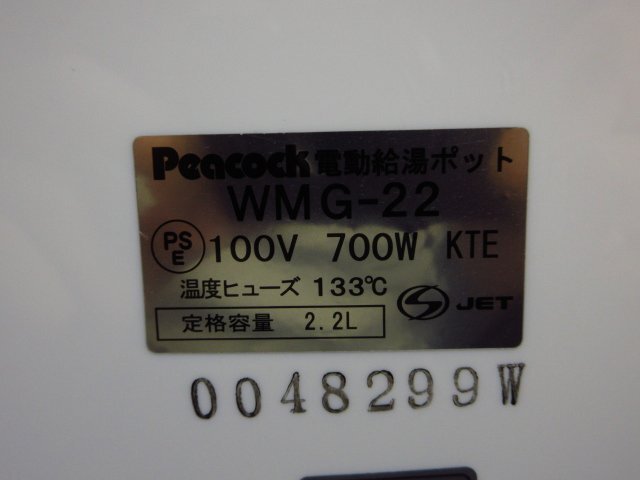 Peacock 電動給湯ポット
WMG-22
PS E 100V 700W KTE
温度ヒューズ 133℃
S JET
定格容量 2.2L
0048299W